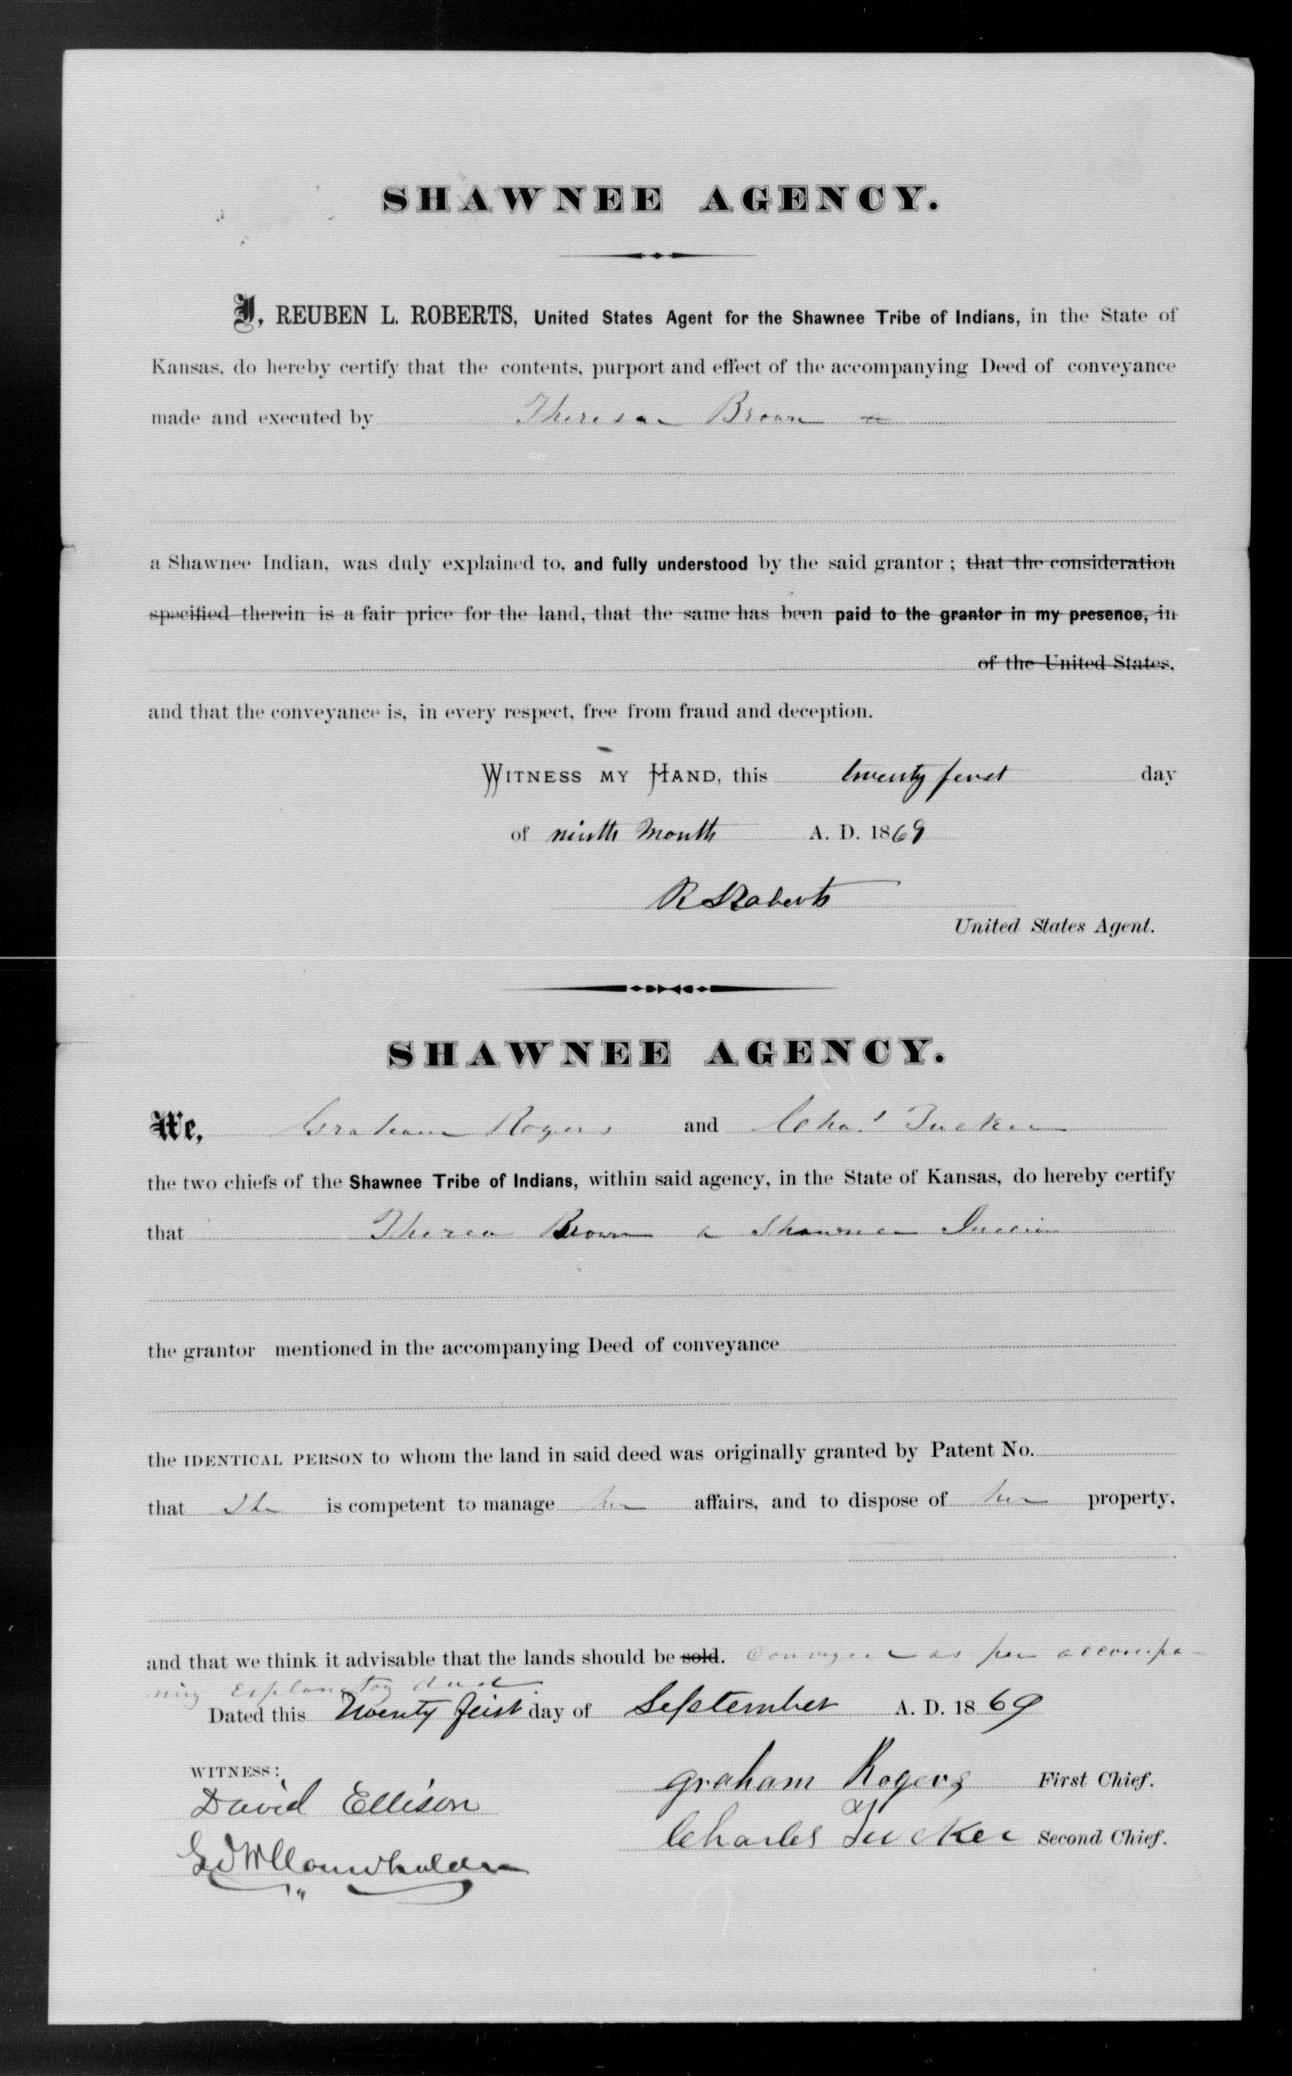 SHAWNEE AGENCY.
I, REUBEN L. ROBERTS, United States Agent for the Shawnee Tribe of Indians, in the State of
Kansas, do hereby certify that the contents, purport and effect of the accompanying Deed of conveyance
made and executed by Theresa Brown
a Shawnee Indian, was duly explained to, and fully understood by the said grantor; that the consideration
specified therein is a fair price for the land, that the same has been paid to the grantor in my presence, in
of the United States,
and that the conveyance is, in every respect, free from fraud and deception.
WITNESS MY HAND, this twenty first day
of ninth Month A. D. 1869
R L Roberts
United States Agent.
SHAWNEE AGENCY.
We, Graham Rogers and Chas Tucker
the two chiefs of the Shawnee Tribe of Indians, within said agency, in the State of Kansas, do hereby certify
that Theresa Brown a Shawnee Indian
the grantor mentioned in the accompanying Deed of conveyance
the IDENTICAL PERSON to whom the land in said deed was originally granted by Patent No.
that She is competent to manage her affairs, and to dispose of her property,
and that we think it advisable that the lands should be sold. Conveyed as per accompa-
ning explanatory deed
Dated this Twenty first day of September A. D. 1869
WITNESS:
David Ellison
Graham Rogers First Chief.
Charles Tucker Second Chief.